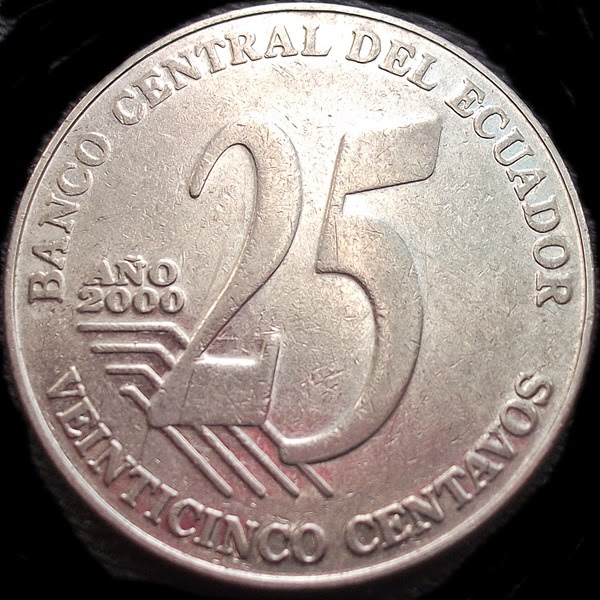 BANCO CENTRAL DEL ECUADOR
25
AÑO
2000
VEINTICINCO CENTAVOS